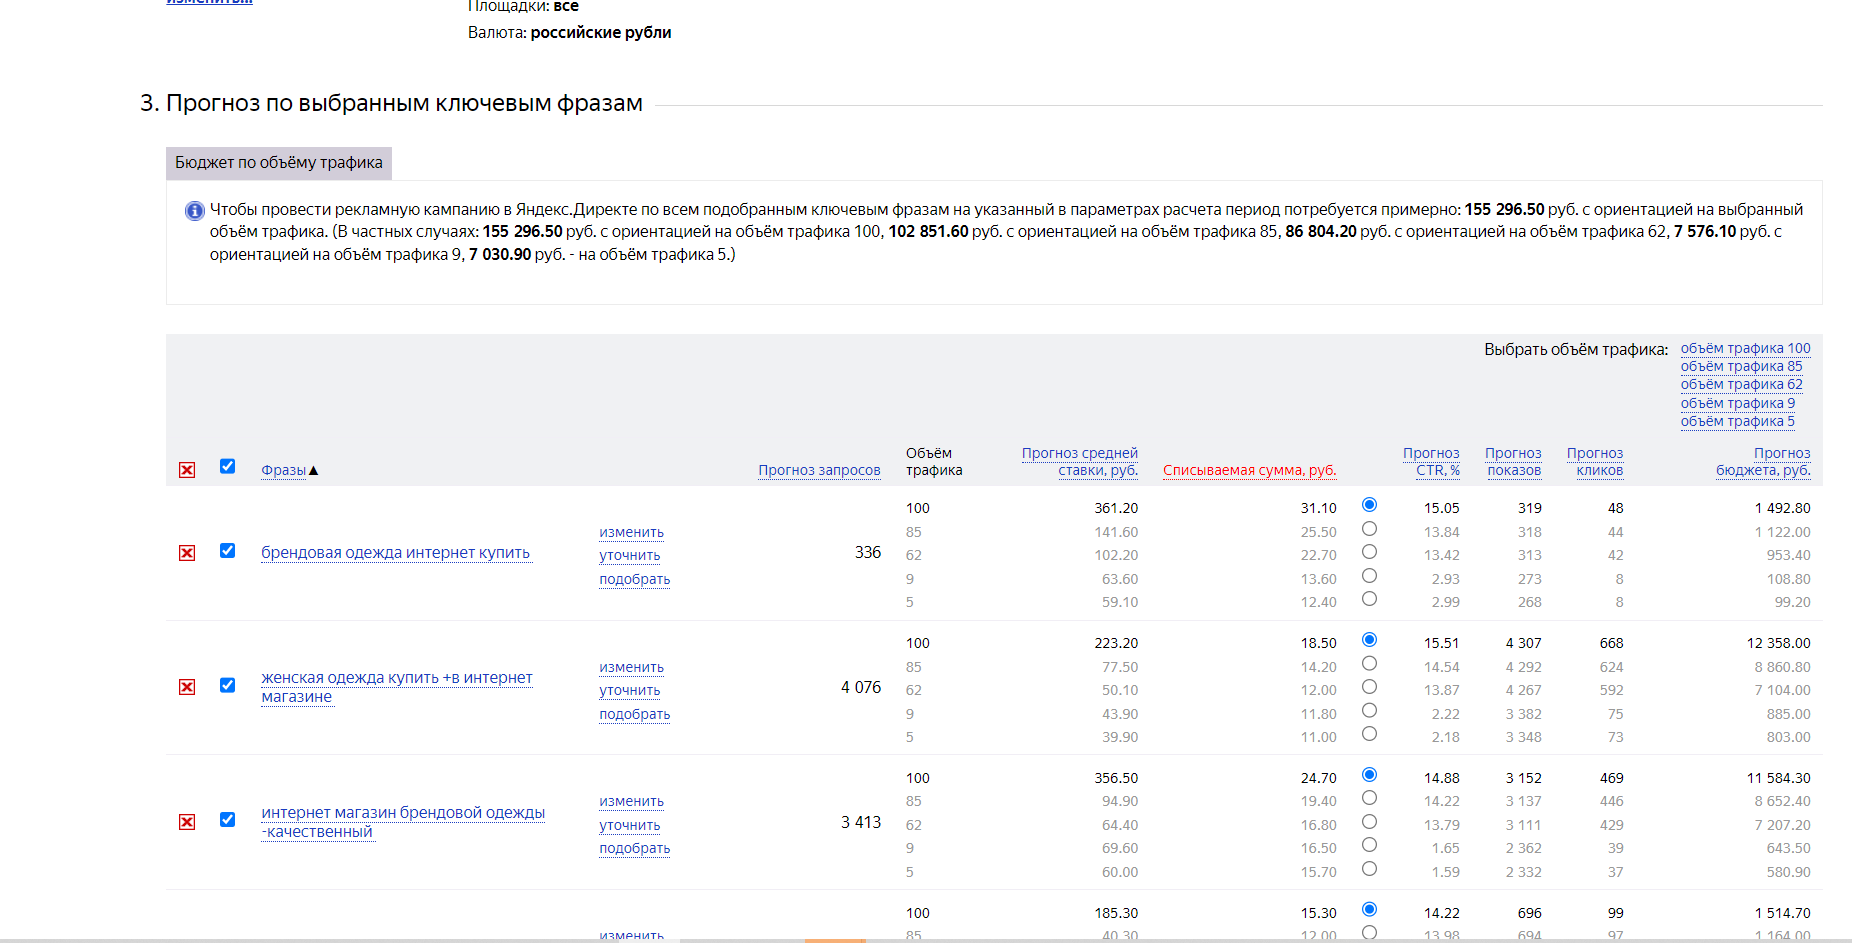 изменить...
Площадки: все
Валюта: российские рубли
3. Прогноз по выбранным ключевым фразам
Бюджет по объёму трафика
Чтобы провести рекламную кампанию в Яндекс.Директе по всем подобранным ключевым фразам на указанный в параметрах расчета период потребуется примерно: 155 296.50 руб. с ориентацией на выбранный
объём трафика. (В частных случаях: 155 296.50 руб. с ориентацией на объём трафика 100, 102 851.60 руб. с ориентацией на объём трафика 85, 86 804.20 руб. с ориентацией на объём трафика 62, 7 576.10 руб. с
ориентацией на объём трафика 9, 7 030.90 руб. - на объём трафика 5.)
Выбрать объём трафика: объём трафика 100
объём трафика 85
объём трафика 62
объём трафика 9
объём трафика 5
Фразы▲ Прогноз запросов Объём трафика Прогноз средней ставки, руб. Списываемая сумма, руб. Прогноз CTR, % Прогноз показов Прогноз кликов Прогноз бюджета, руб.
брендовая одежда интернет купить
изменить
уточнить
подобрать
336
100 361.20 31.10 15.05 319 48 1 492.80
85 141.60 25.50 13.84 318 44 1 122.00
62 102.20 22.70 13.42 313 42 953.40
9 63.60 13.60 2.93 273 8 108.80
5 59.10 12.40 2.99 268 8 99.20
женская одежда купить +в интернет
магазине
изменить
уточнить
подобрать
4 076
100 223.20 18.50 15.51 4 307 668 12 358.00
85 77.50 14.20 14.54 4 292 624 8 860.80
62 50.10 12.00 13.87 4 267 592 7 104.00
9 43.90 11.80 2.22 3 382 75 885.00
5 39.90 11.00 2.18 3 348 73 803.00
интернет магазин брендовой одежды
-качественный
изменить
уточнить
подобрать
3 413
100 356.50 24.70 14.88 3 152 469 11 584.30
85 94.90 19.40 14.22 3 137 446 8 652.40
62 64.40 16.80 13.79 3 111 429 7 207.20
9 69.60 16.50 1.65 2 362 39 643.50
5 60.00 15.70 1.59 2 332 37 580.90
100 185.30 15.30 14.22 696 99 1 514.70
изменить
85 40.30 12.00 13.98 694 97 1 164.00